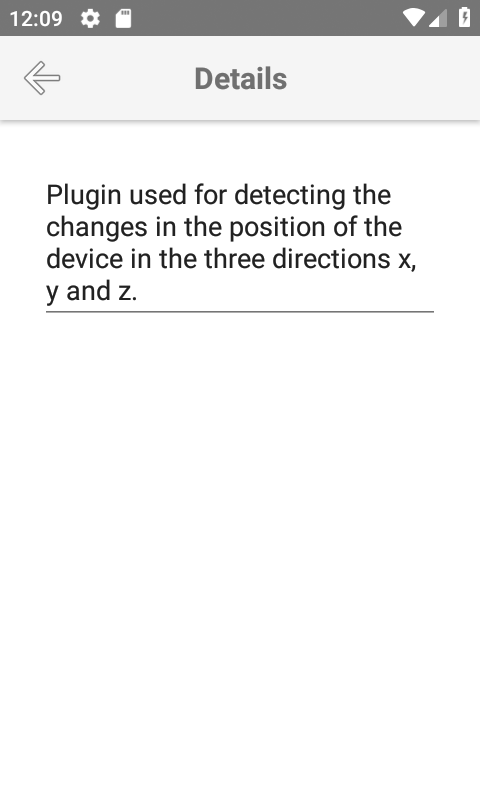 12:09
Details
Plugin used for detecting the
changes in the position of the
device in the three directions x,
y and z.